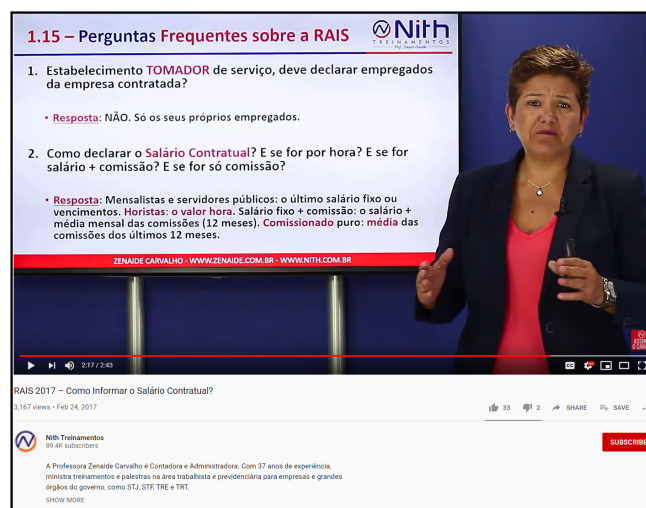 1.15 – Perguntas Frequentes sobre a RAIS
Nith
TREINAMENTOS
1. Estabelecimento TOMADOR de serviço, deve declarar empregados
da empresa contratada?
• Resposta: NÃO. Só os seus próprios empregados.
2. Como declarar o Salário Contratual? E se for por hora? E se for
salário + comissão? E se for só comissão?
• Resposta: Mensalistas e servidores públicos: o último salário fixo ou
vencimentos. Horistas: o valor hora. Salário fixo + comissão: o salário +
média mensal das comissões (12 meses). Comissionado puro: média das
comissões dos últimos 12 meses.
ZENAIDE CARVALHO - WWW.ZENAIDE.COM.BR - WWW.NITH.COM.BR
2:17 / 2:43
CC
RAIS 2017 – Como Informar o Salário Contratual?
3,167 views • Feb 24, 2017
33 2 SHARE SAVE
Nith Treinamentos
89.4K subscribers
SUBSCRIBE
A Professora Zenaide Carvalho é Contadora e Administradora. Com 37 anos de experiência,
ministra treinamentos e palestras na área trabalhista e previdenciária para empresas e grandes
órgãos do governo, como STJ, STF, TRE e TRT.
SHOW MORE